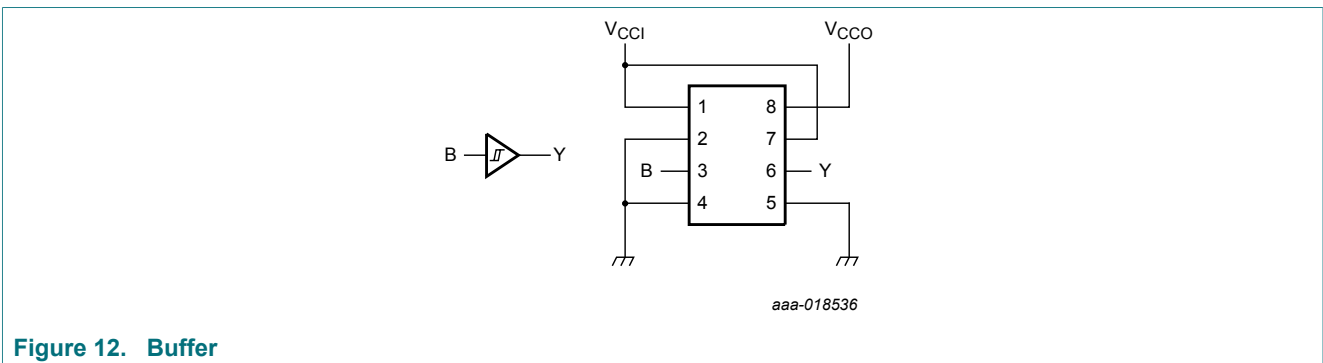 VCCI VCCO
1 8
2 7
B Y B 3 6 Y
4 5
aaa-018536
Figure 12. Buffer